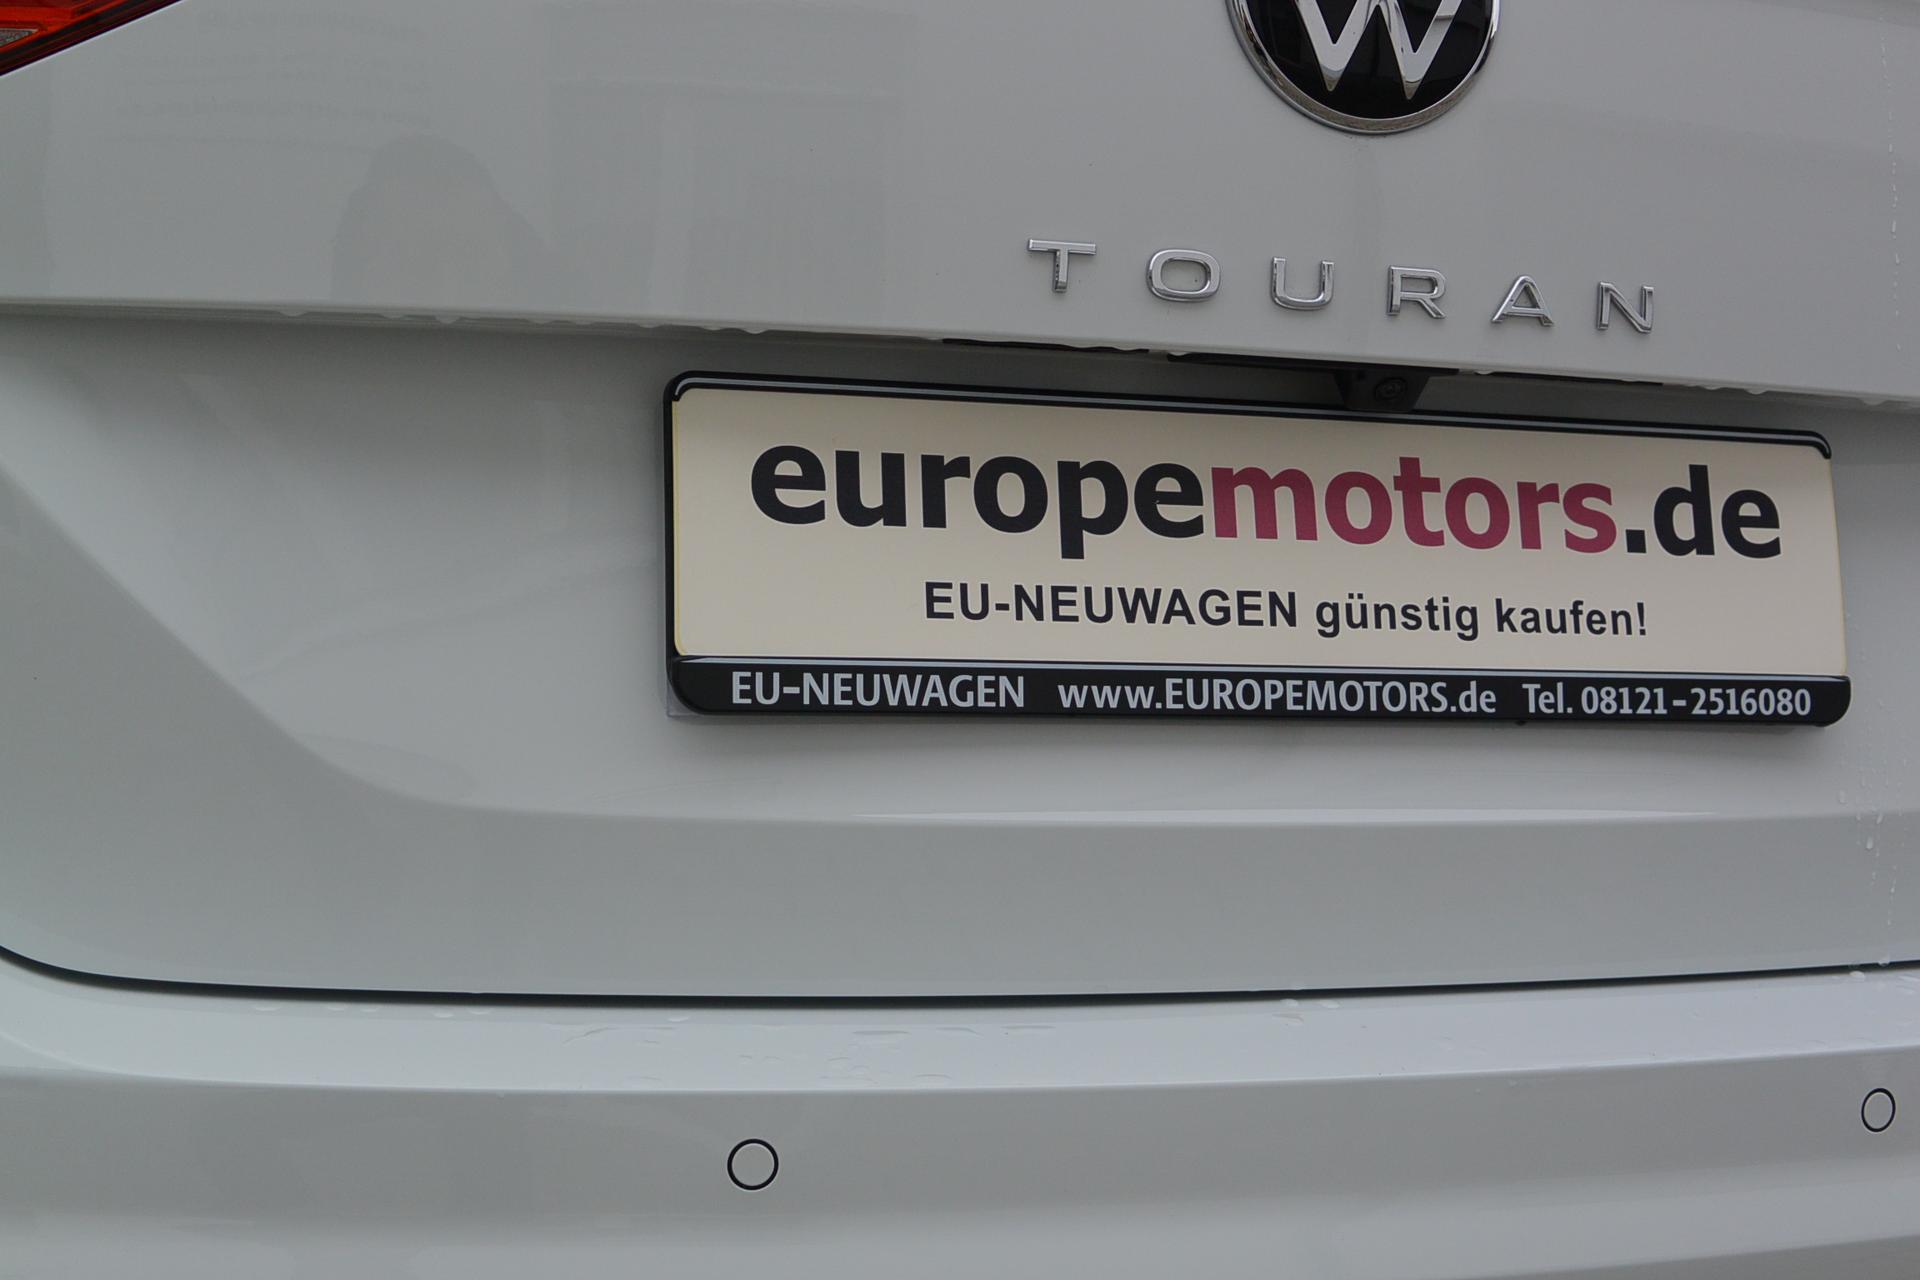 TOURAN
europemotors.de
EU-NEUWAGEN günstig kaufen!
EU-NEUWAGEN www.EUROPEMOTORS.de Tel. 08121-2516080